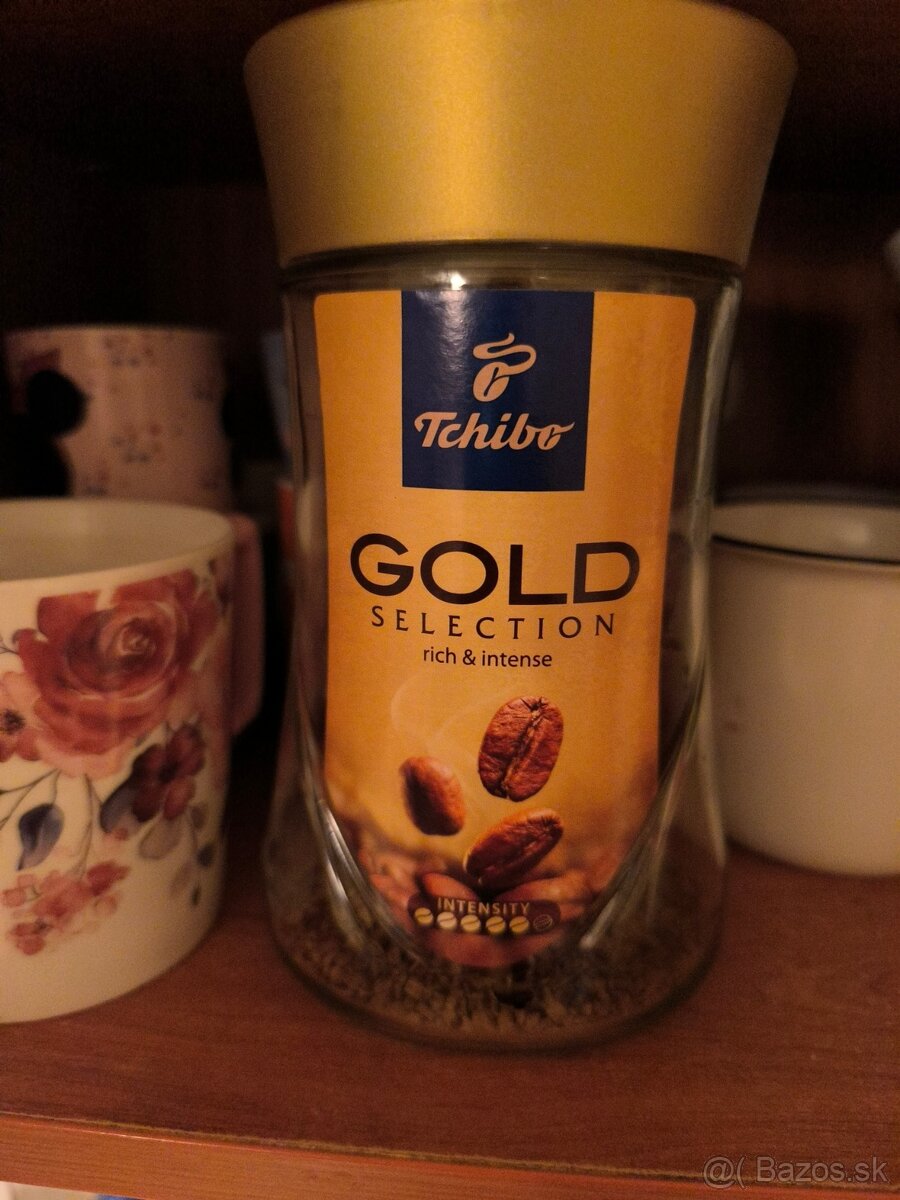 Tchibo
GOLD
SELECTION
rich & intense
INTENSITY
@( Bazos.sk